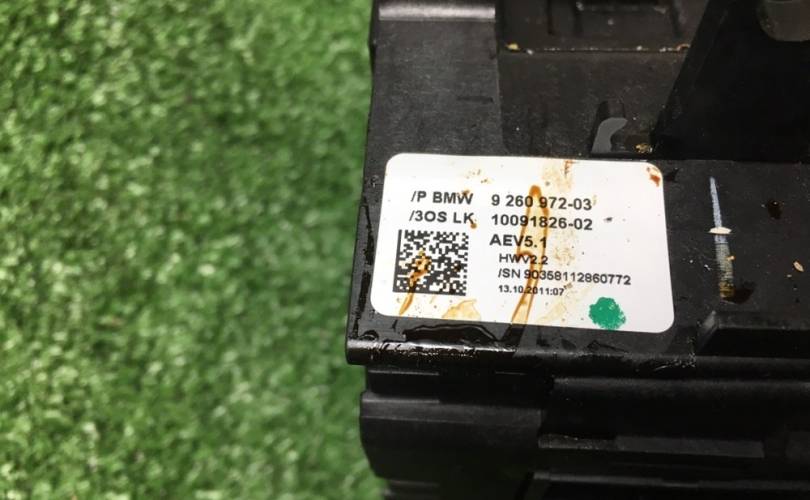 /P BMW 9 260 972-03
/3OS LK 10091826-02
AEV5.1
HWV2.2
/SN 90358112860772
13.10.2011:07